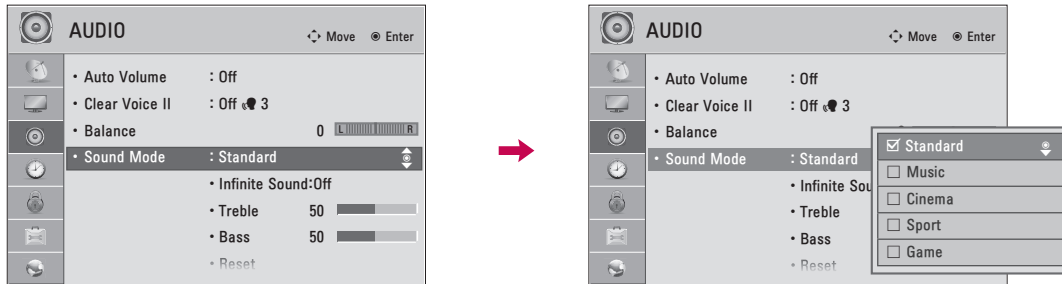 AUDIO
Move Enter
• Auto Volume : Off
• Clear Voice II : Off 3
• Balance 0 L R
• Sound Mode : Standard
• Infinite Sound:Off
• Treble 50
• Bass 50
• Reset
AUDIO
Move Enter
• Auto Volume : Off
• Clear Voice II : Off 3
• Balance
• Sound Mode : Standard
• Infinite Sou
• Treble
• Bass
• Reset
Standard
Music
Cinema
Sport
Game